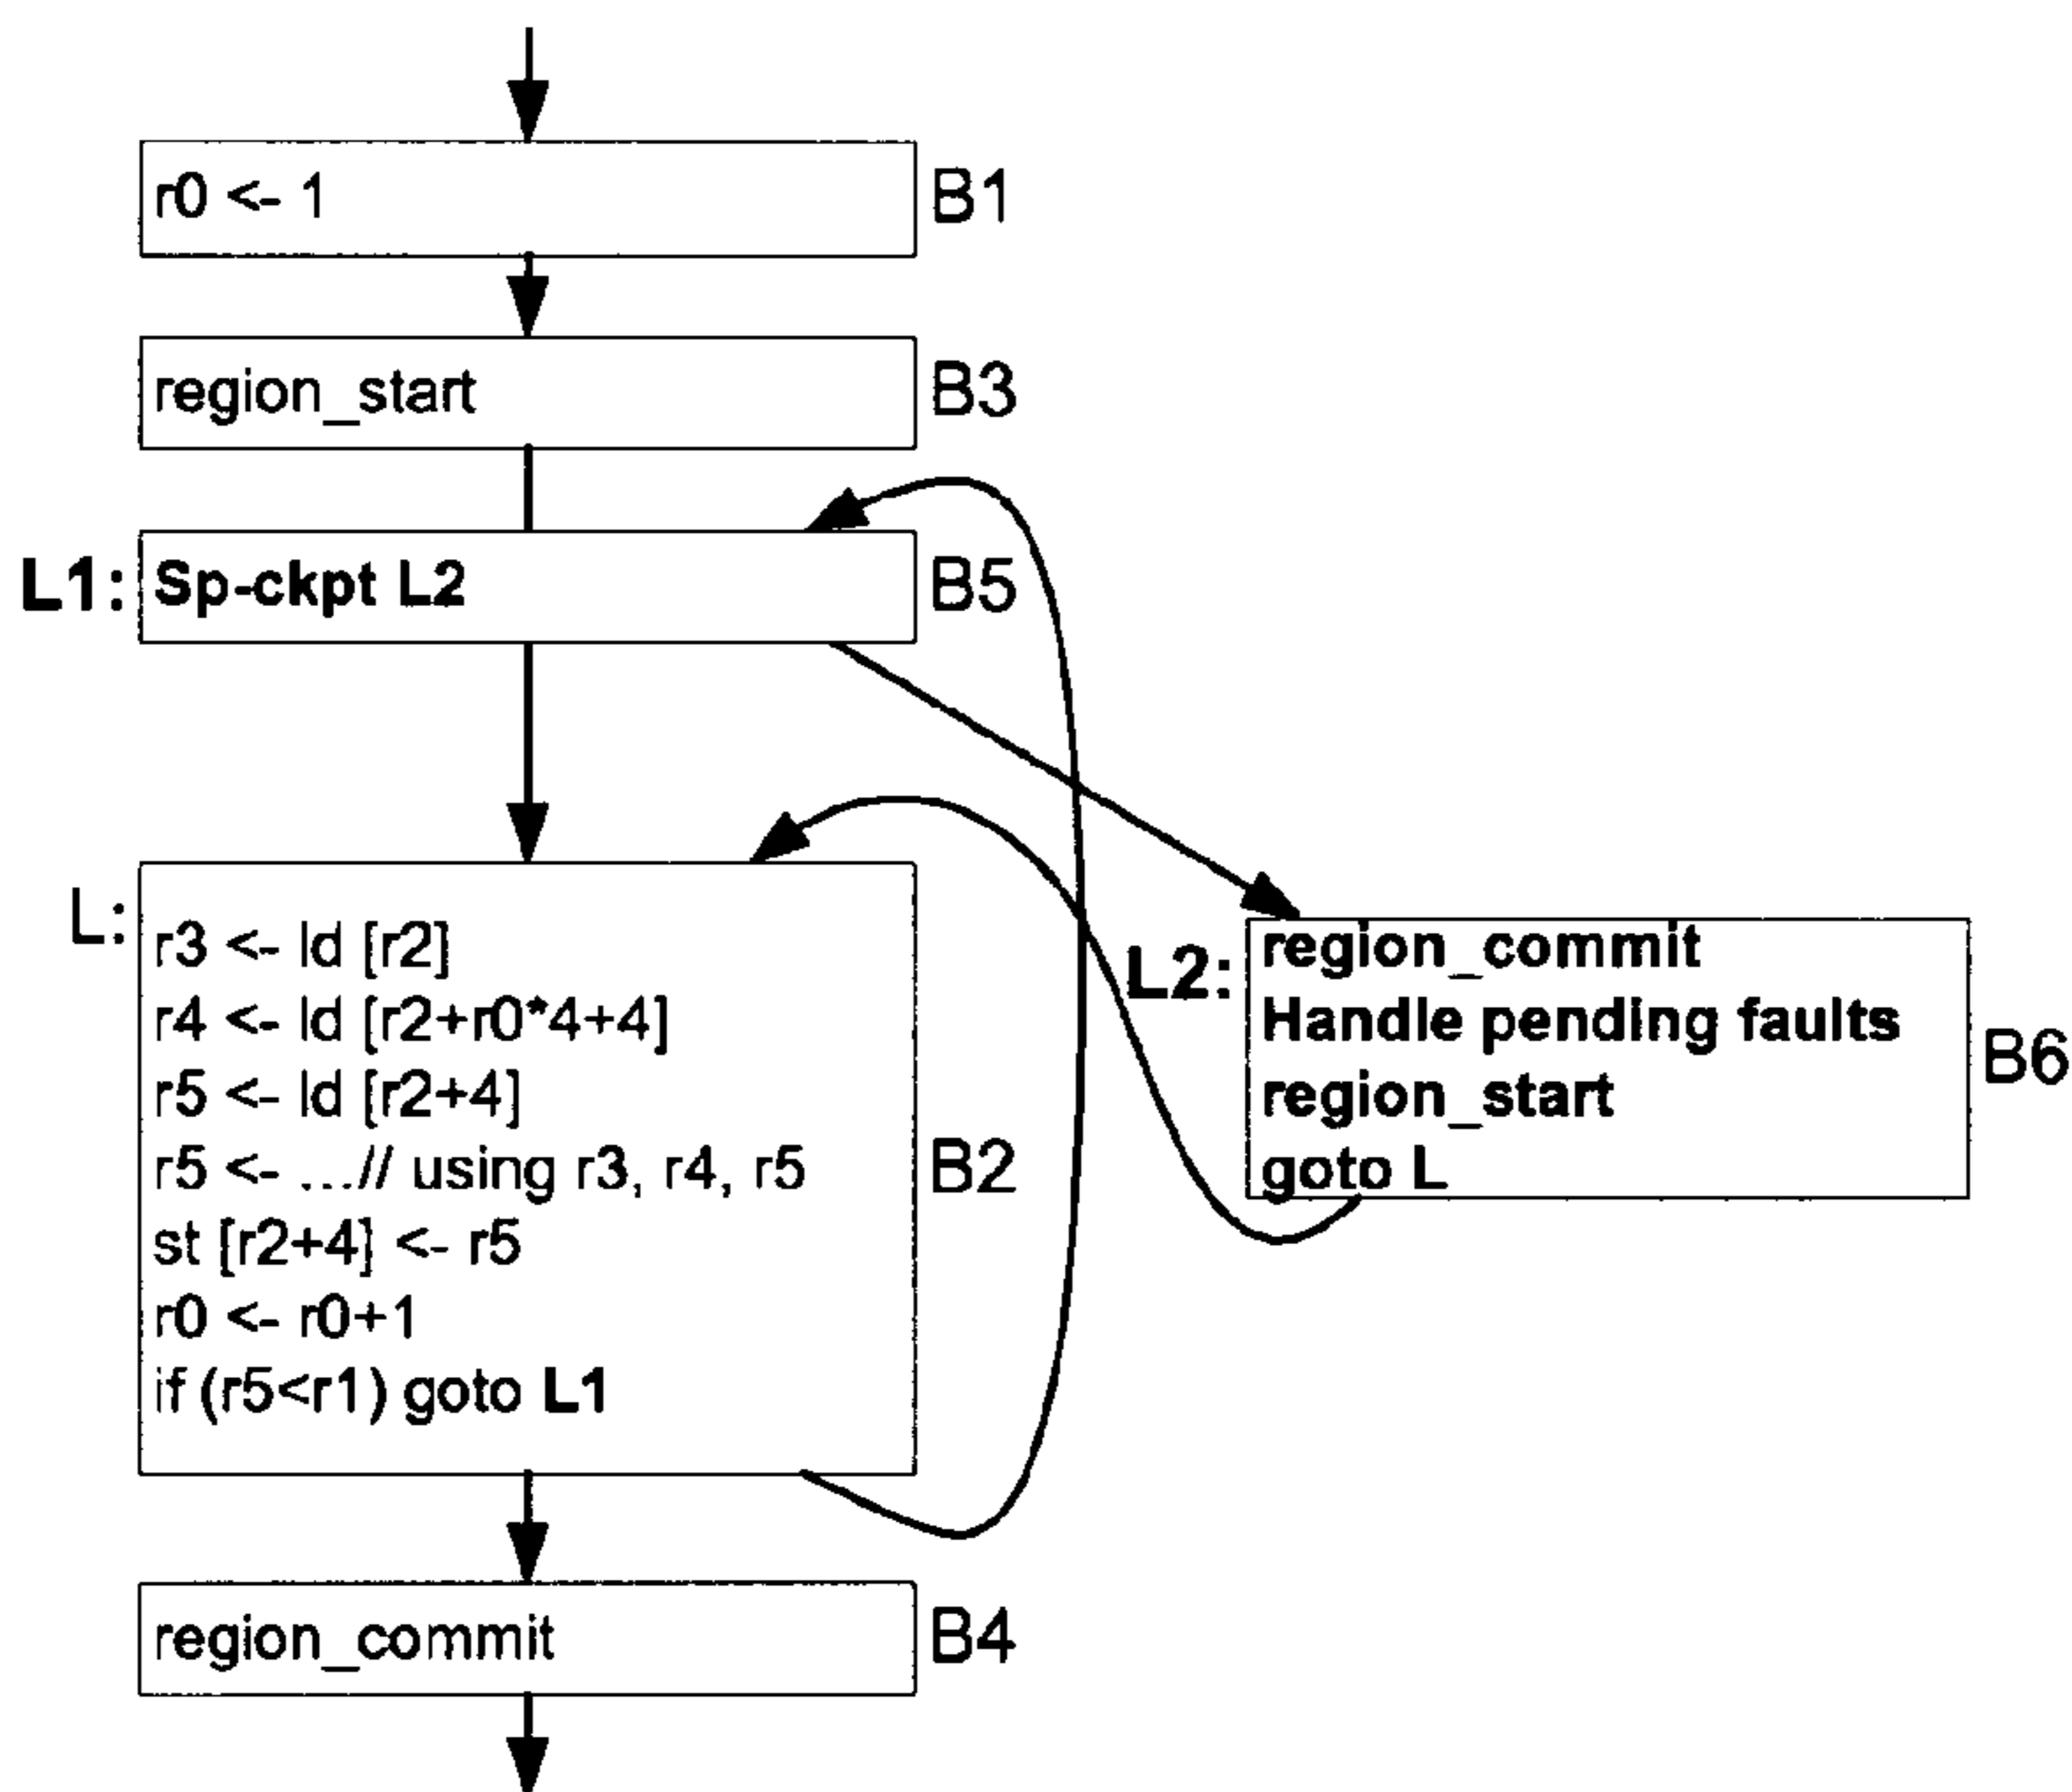 r0 <- 1
B1
region_start
B3
L1:
Sp-ckpt L2
B5
L:
r3 <- ld [r2]
r4 <- ld [r2+r0*4+4]
r5 <- ld [r2+4]
r5 <- ...// using r3, r4, r5
st [r2+4] <- r5
r0 <- r0+1
if (r5<r1) goto L1
B2
L2:
region_commit
Handle pending faults
region_start
goto L
B6
region_commit
B4